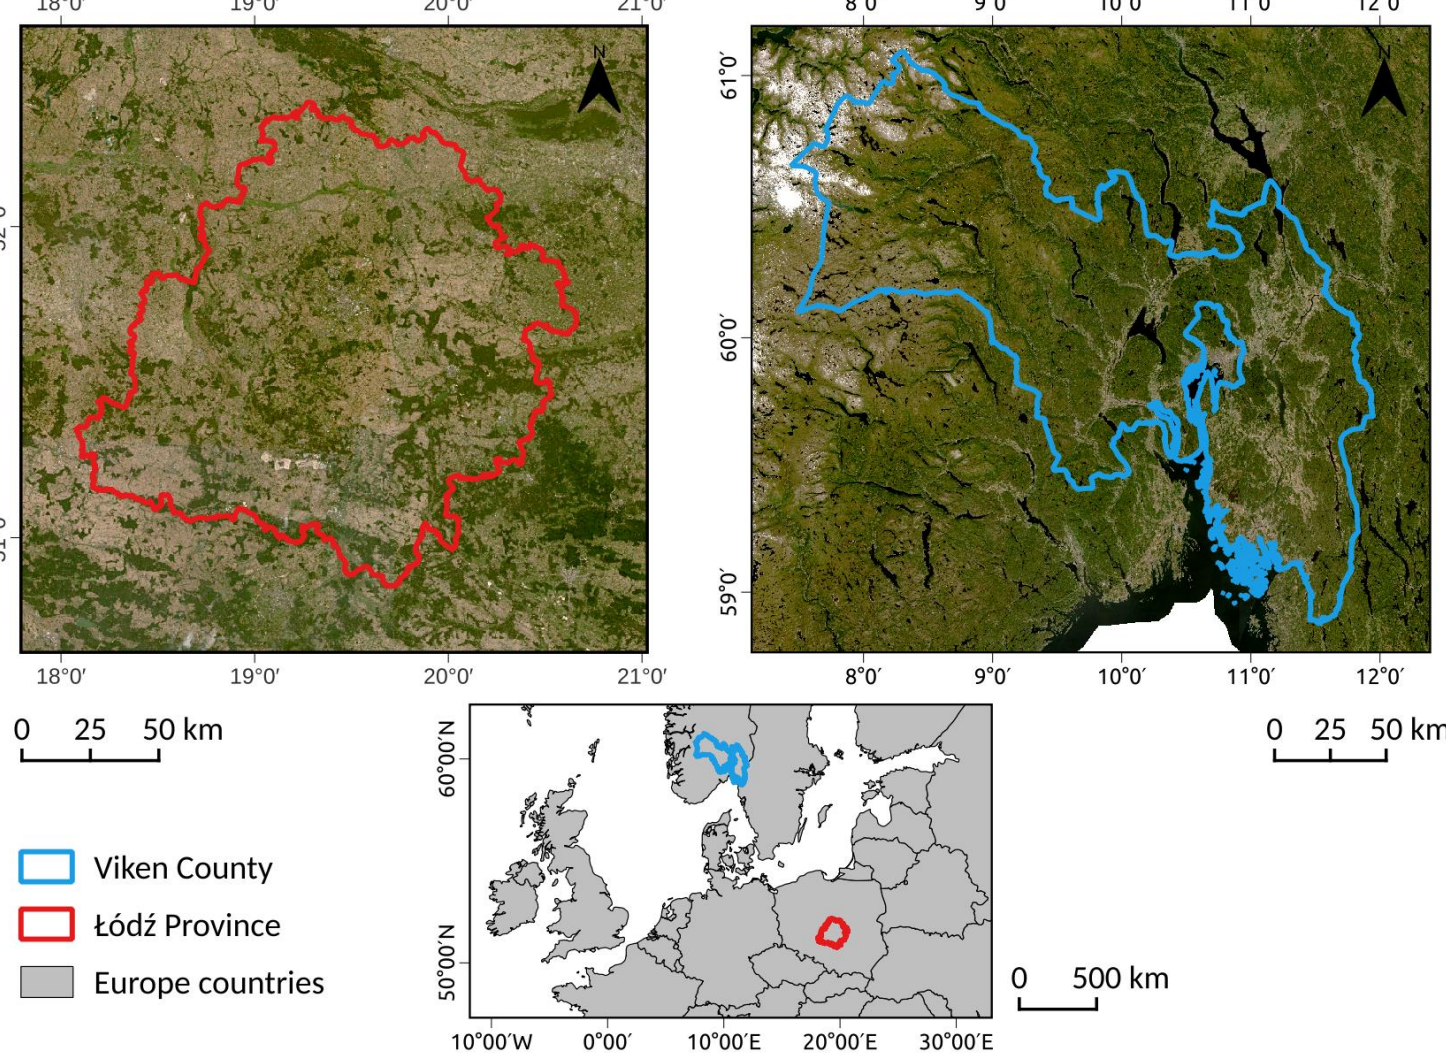 18°0′ 19°0′ 20°0′ 21°0′
8°0′ 9°0′ 10°0′ 11°0′ 12°0′
N
N
61°0′
60°0′
59°0′
18°0′ 19°0′ 20°0′ 21°0′
8°0′ 9°0′ 10°0′ 11°0′ 12°0′
0 25 50 km
0 25 50 km
60°00′N
50°00′N
Viken County
Łódź Province
Europe countries
0 500 km
10°00′W 0°00′ 10°00′E 20°00′E 30°00′E